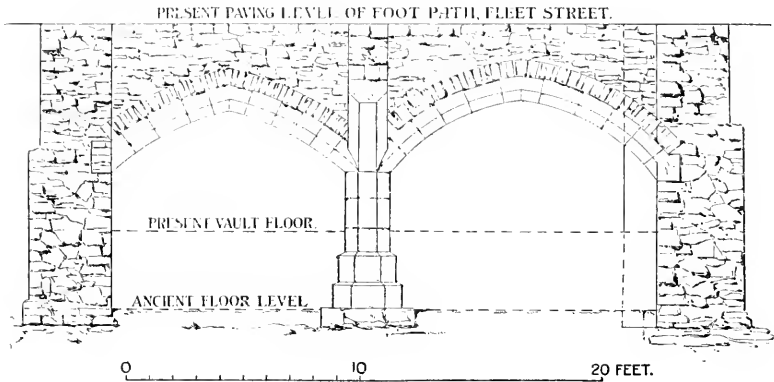 PRESENT PAVING LEVEL OF FOOT PATH, FLEET STREET.
PRESENT VAULT FLOOR.
ANCIENT FLOOR LEVEL
0 10 20 FEET.